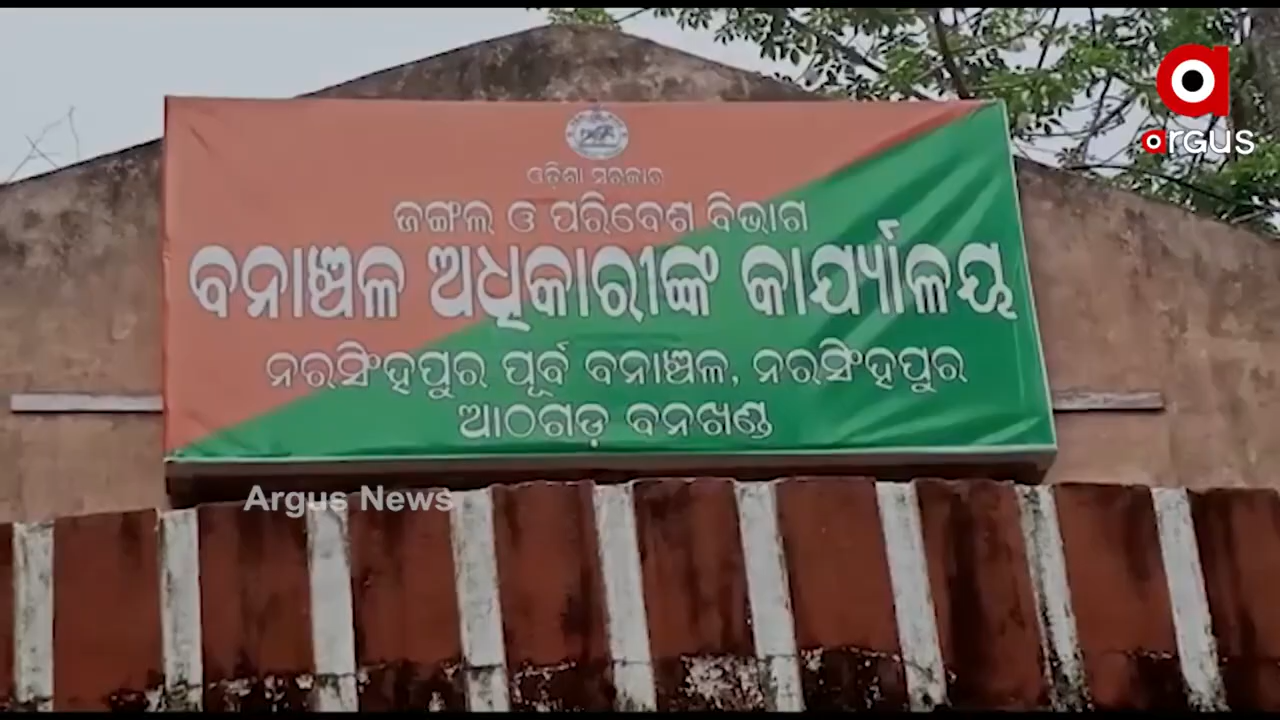 argus
ଓଡ଼ିଶା ସରକାର
ଜଙ୍ଗଲ ଓ ପରିବେଶ ବିଭାଗ
ବନାଞ୍ଚଳ ଅଧିକାରୀଙ୍କ କାର୍ଯ୍ୟାଳୟ
ନରସିଂହପୁର ପୂର୍ବ ବନାଞ୍ଚଳ, ନରସିଂହପୁର
ଆଠଗଡ଼ ବନଖଣ୍ଡ
Argus News